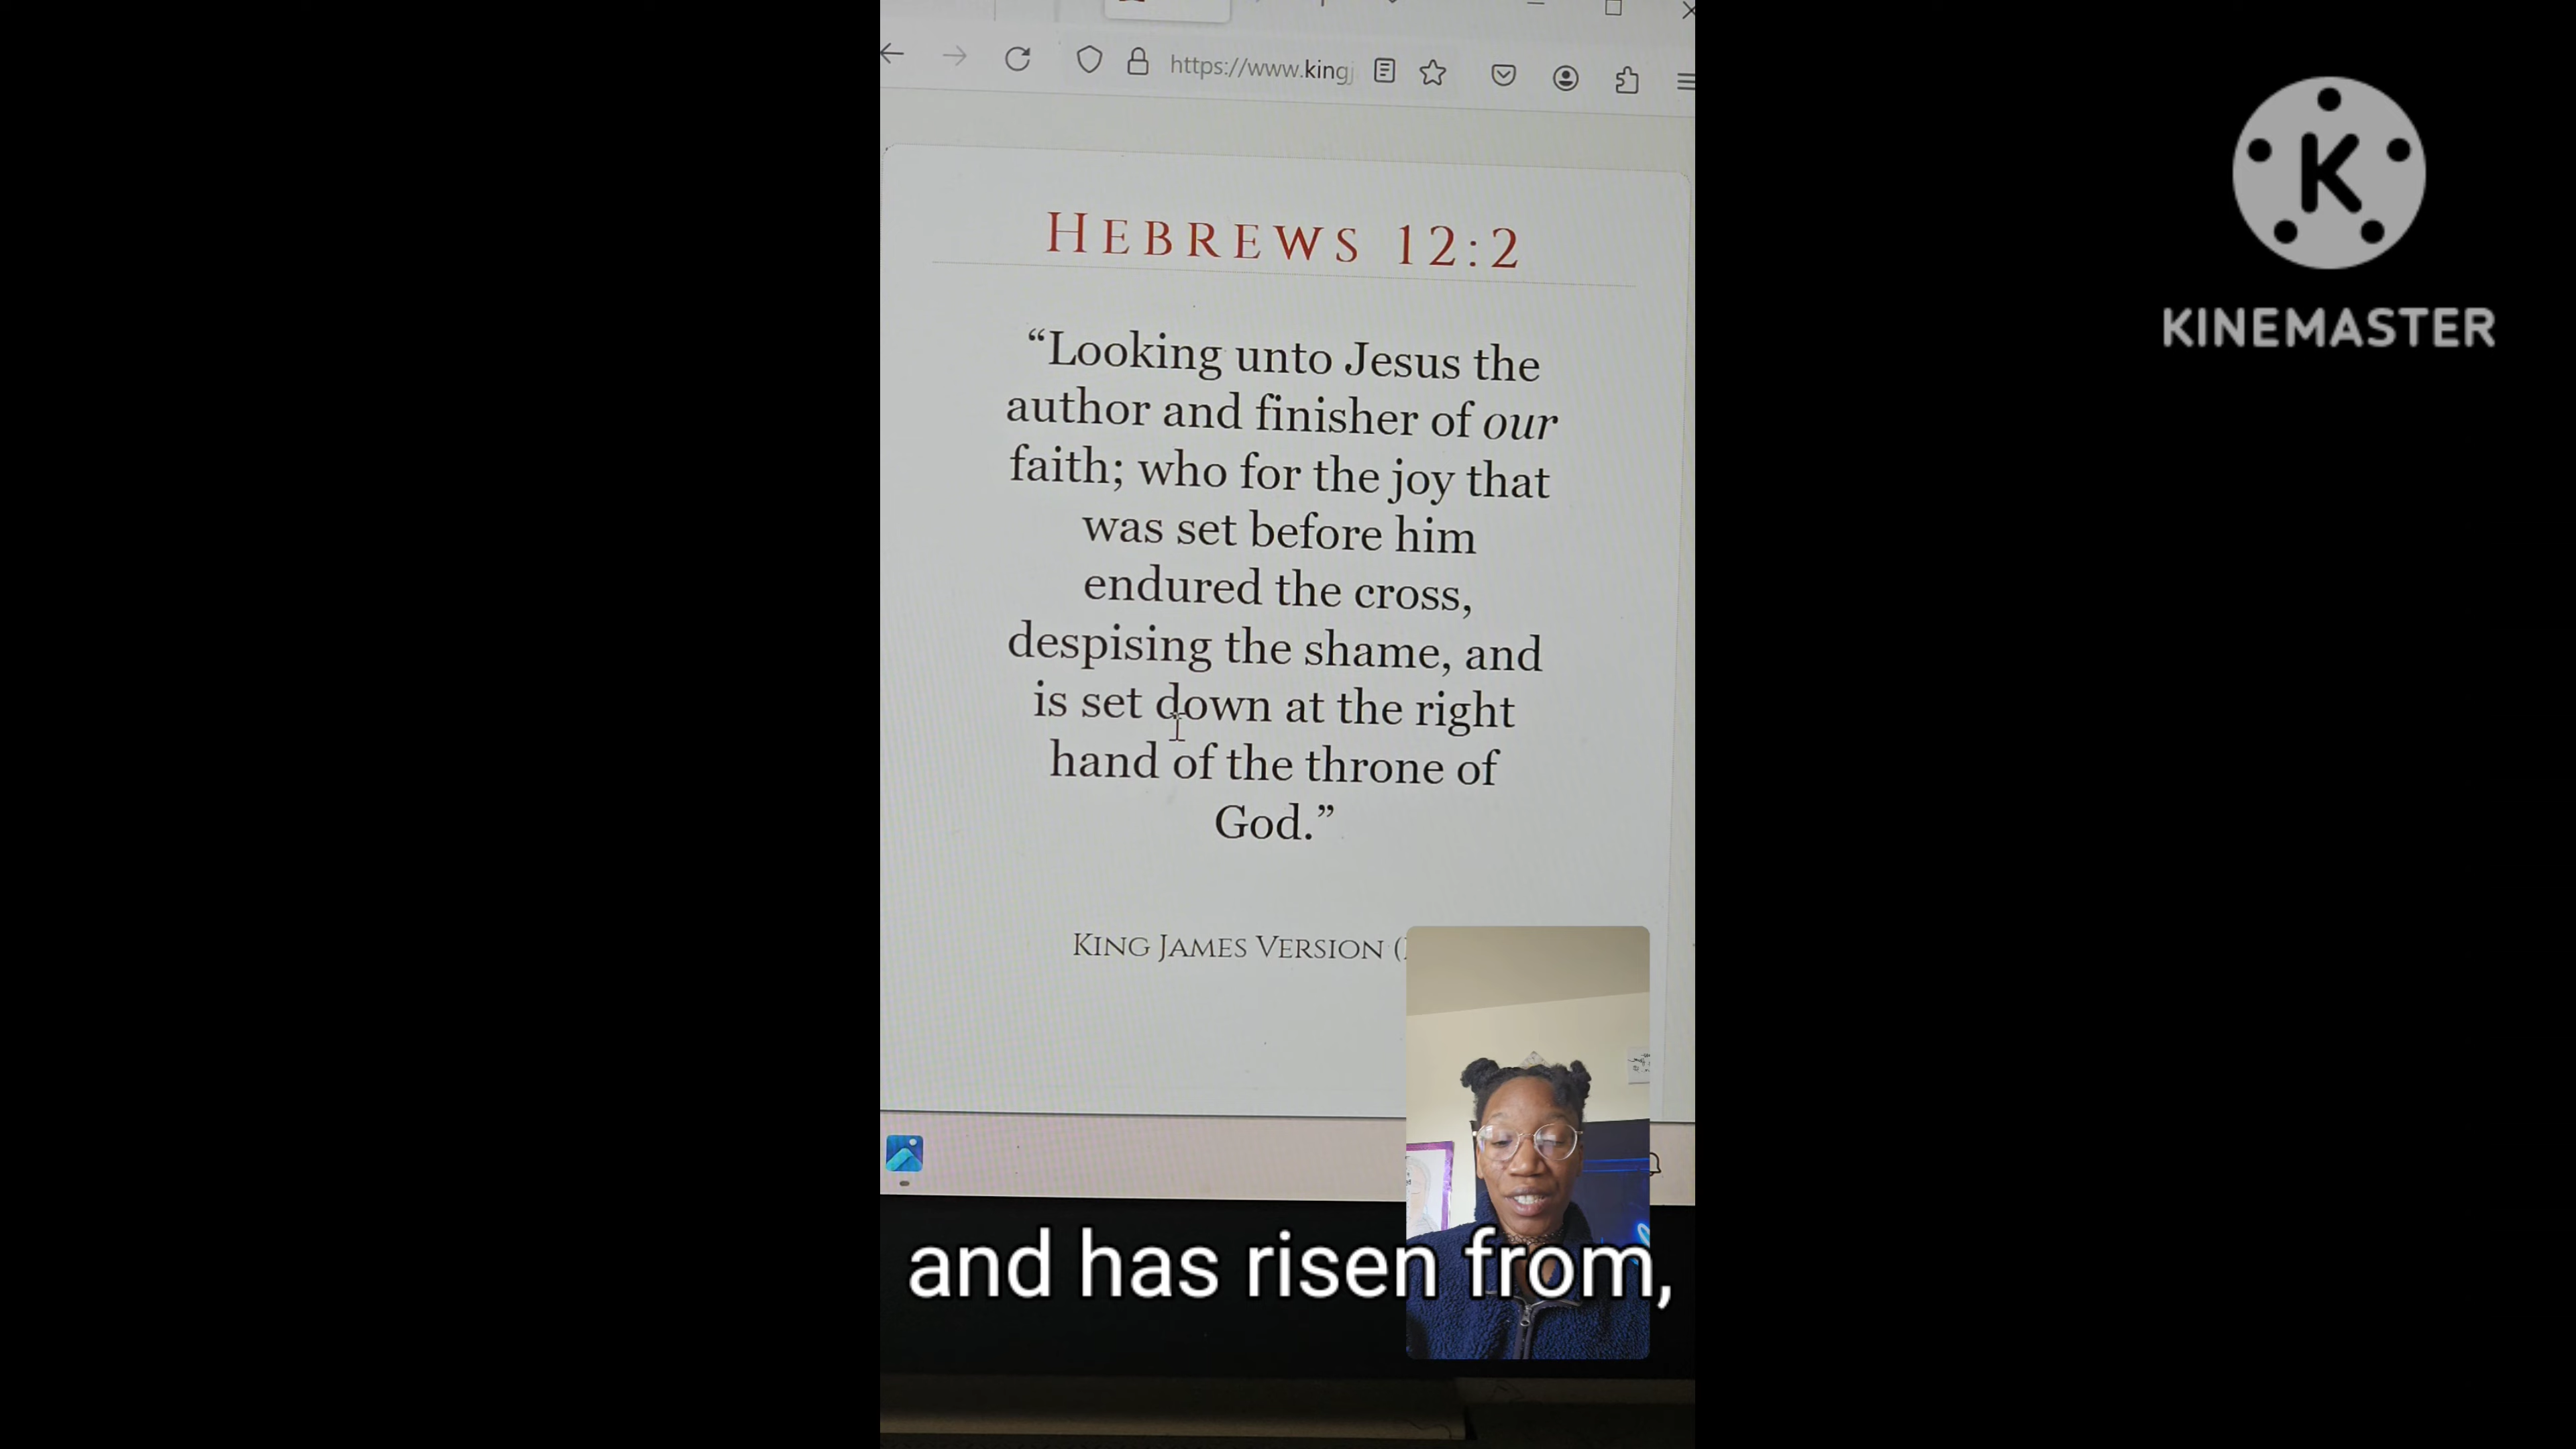 https://www.kingj
HEBREWS 12:2
“Looking unto Jesus the
author and finisher of our
faith; who for the joy that
was set before him
endured the cross,
despising the shame, and
is set down at the right
hand of the throne of
God.”
KING JAMES VERSION (
and has risen from,
K
KINEMASTER